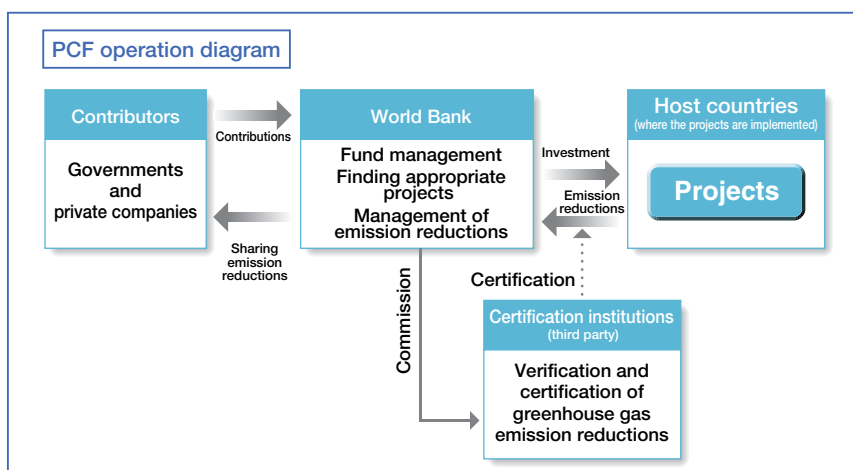 PCF operation diagram
Contributors
Governments
and
private companies
Contributions
Sharing
emission
reductions
World Bank
Fund management
Finding appropriate
projects
Management of
emission reductions
Investment
Emission
reductions
Host countries
(where the projects are implemented)
Projects
Commission
Certification
Certification institutions
(third party)
Verification and
certification of
greenhouse gas
emission reductions